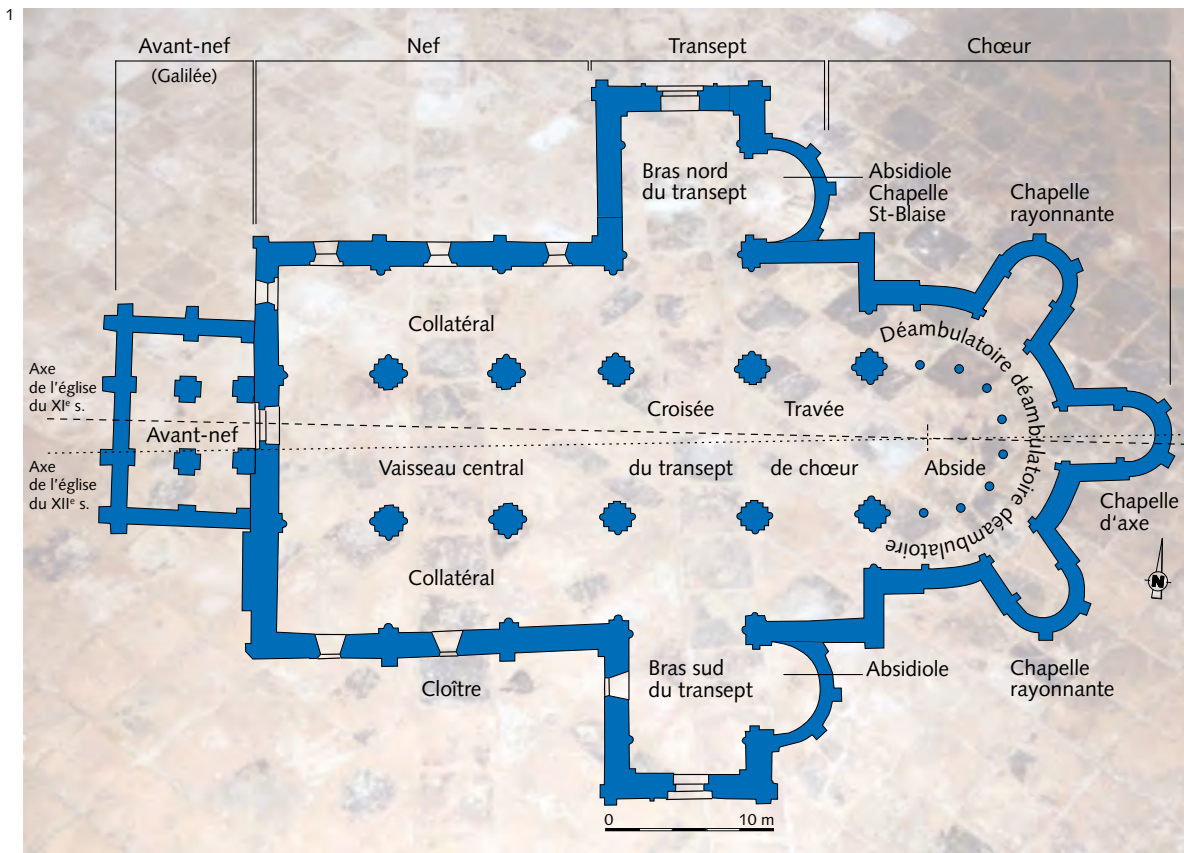 1
Avant-nef
(Galilée)
Nef
Transept
Chœur
Bras nord
du transept
Absidiole
Chapelle
St-Blaise
Chapelle
rayonnante
Collatéral
Déambulatoire déambulatoire déambulatoire
Axe
de l'église
du XIe s.
Croisée
Travée
Avant-nef
Vaisseau central
du transept
de chœur
Abside
Axe
de l'église
du XIIe s.
Chapelle
d'axe
N
Collatéral
Bras sud
du transept
Absidiole
Chapelle
rayonnante
Cloître
0 10 m